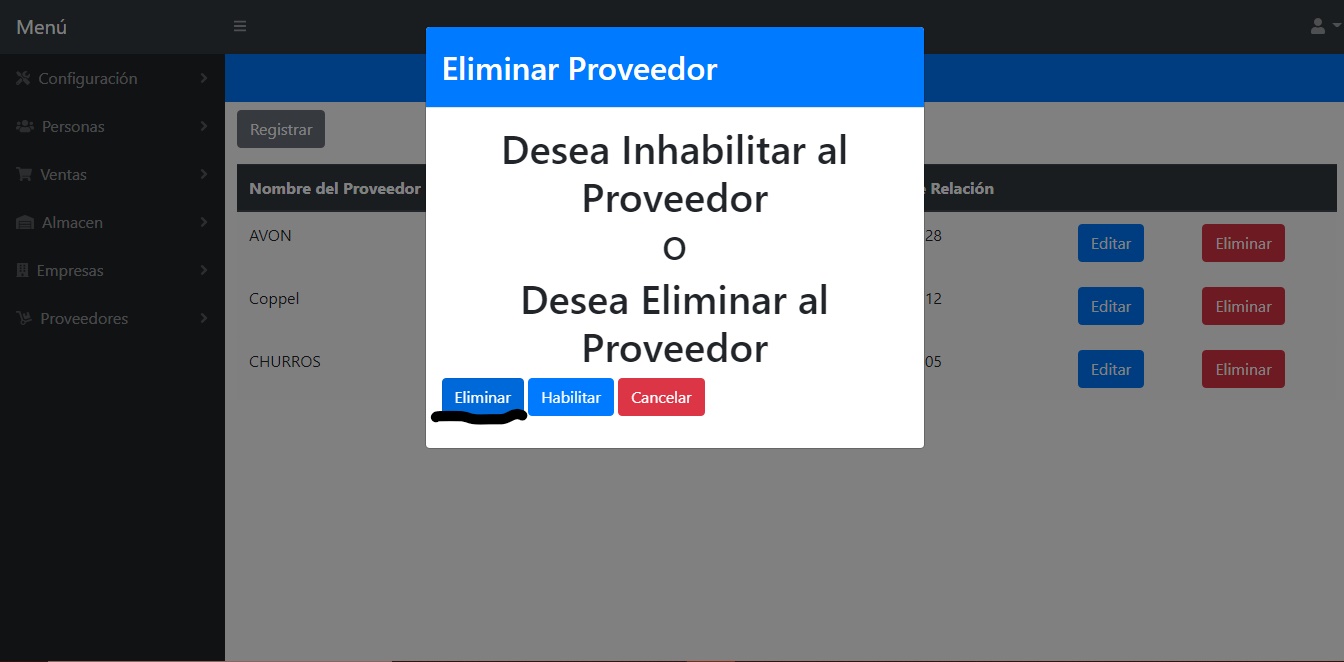 Menú
Eliminar Proveedor
Configuración
Personas
Ventas
Almacen
Empresas
Proveedores
Registrar
Desea Inhabilitar al
Proveedor
O
Desea Eliminar al
Proveedor
Eliminar Habilitar Cancelar
Nombre del Proveedor Relación
AVON 28 Editar Eliminar
Coppel 12 Editar Eliminar
CHURROS 05 Editar Eliminar